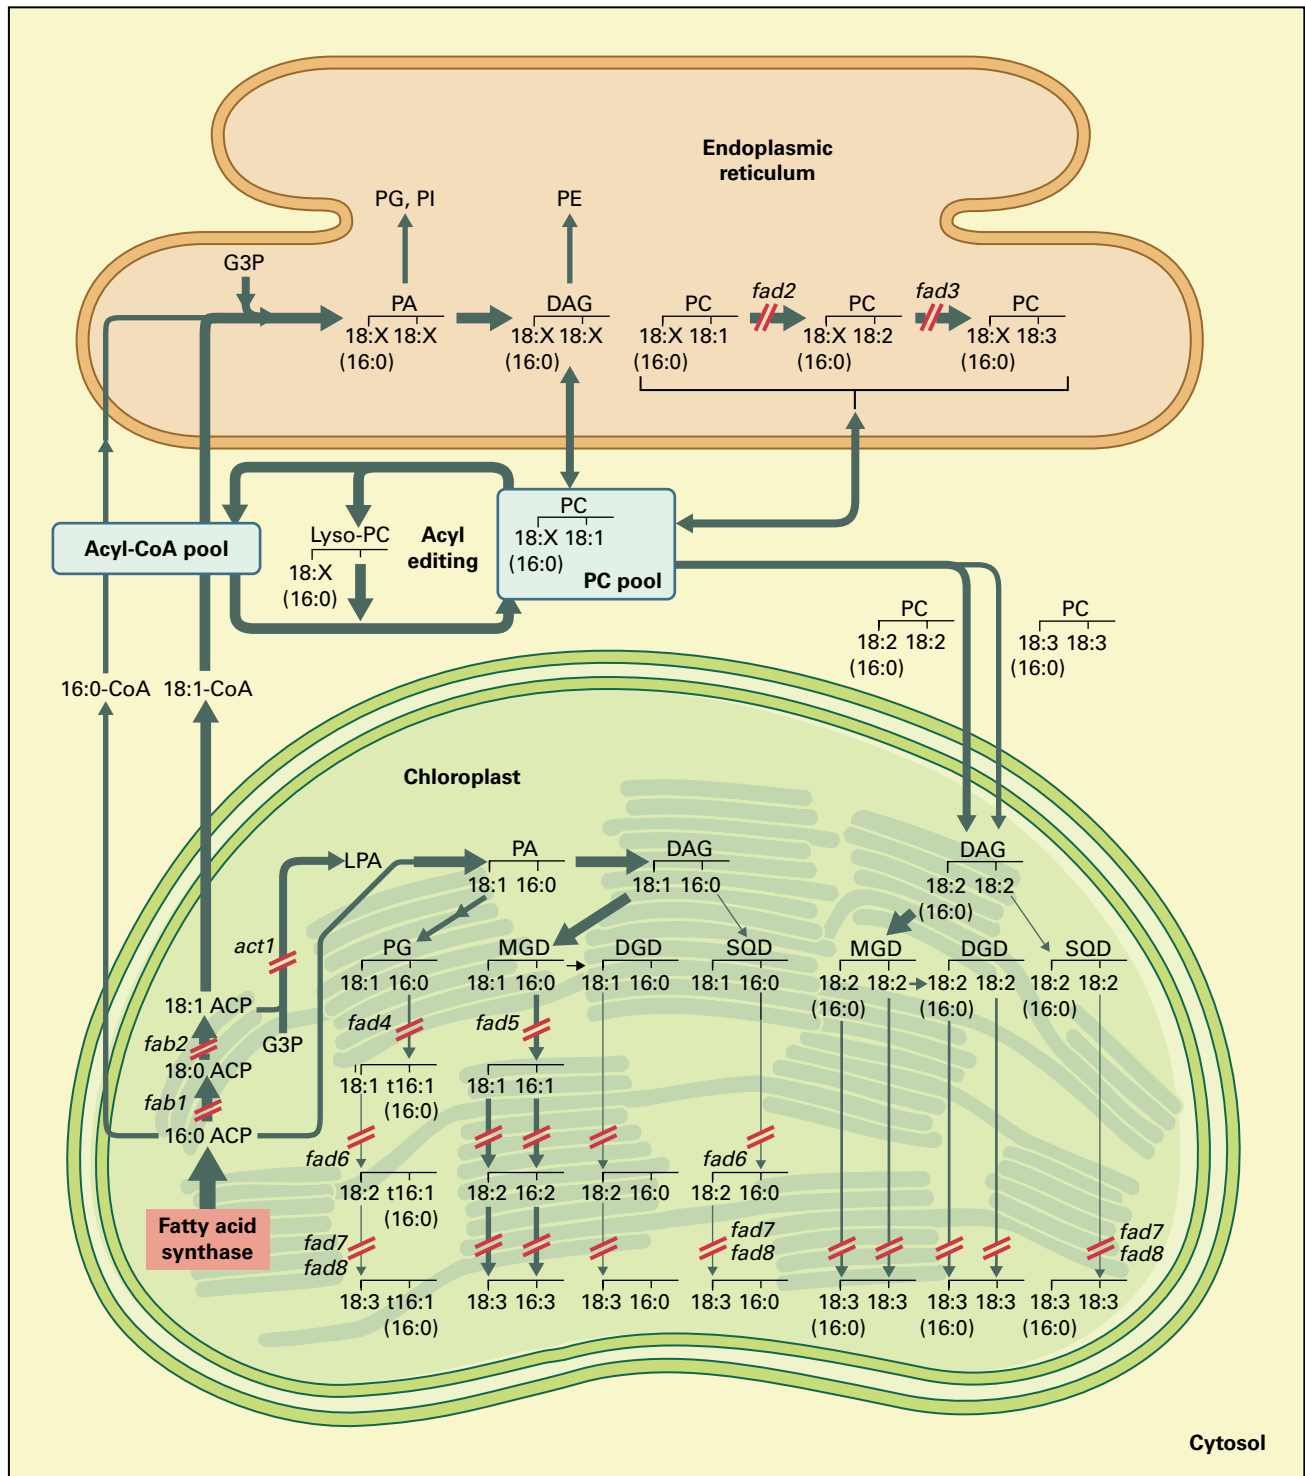 Endoplasmic
reticulum
PG, PI
PE
G3P
PA
18:X 18:X
(16:0)
DAG
18:X 18:X
(16:0)
PC
18:X 18:1
(16:0)
fad2
PC
18:X 18:2
(16:0)
fad3
PC
18:X 18:3
(16:0)
Acyl-CoA pool
Lyso-PC
18:X
(16:0)
Acyl
editing
PC
18:X 18:1
(16:0)
PC pool
PC
18:2 18:2
(16:0)
PC
18:3 18:3
(16:0)
16:0-CoA
18:1-CoA
Chloroplast
LPA
PA
18:1 16:0
DAG
18:1 16:0
DAG
18:2 18:2
(16:0)
act1
18:1 ACP
G3P
fab2
18:0 ACP
fab1
16:0 ACP
Fatty acid
synthase
PG
18:1 16:0
fad4
18:1 t16:1
(16:0)
fad6
18:2 t16:1
(16:0)
fad7
fad8
18:3 t16:1
(16:0)
MGD
18:1 16:0
fad5
18:1 16:1
18:2 16:2
18:3 16:3
DGD
18:1 16:0
18:2 16:0
18:3 16:0
SQD
18:1 16:0
fad6
18:2 16:0
fad7
fad8
18:3 16:0
MGD
18:2 18:2
(16:0)
18:3 18:3
(16:0)
DGD
18:2 18:2
(16:0)
18:3 18:3
(16:0)
SQD
18:2 18:2
(16:0)
fad7
fad8
18:3 18:3
(16:0)
Cytosol